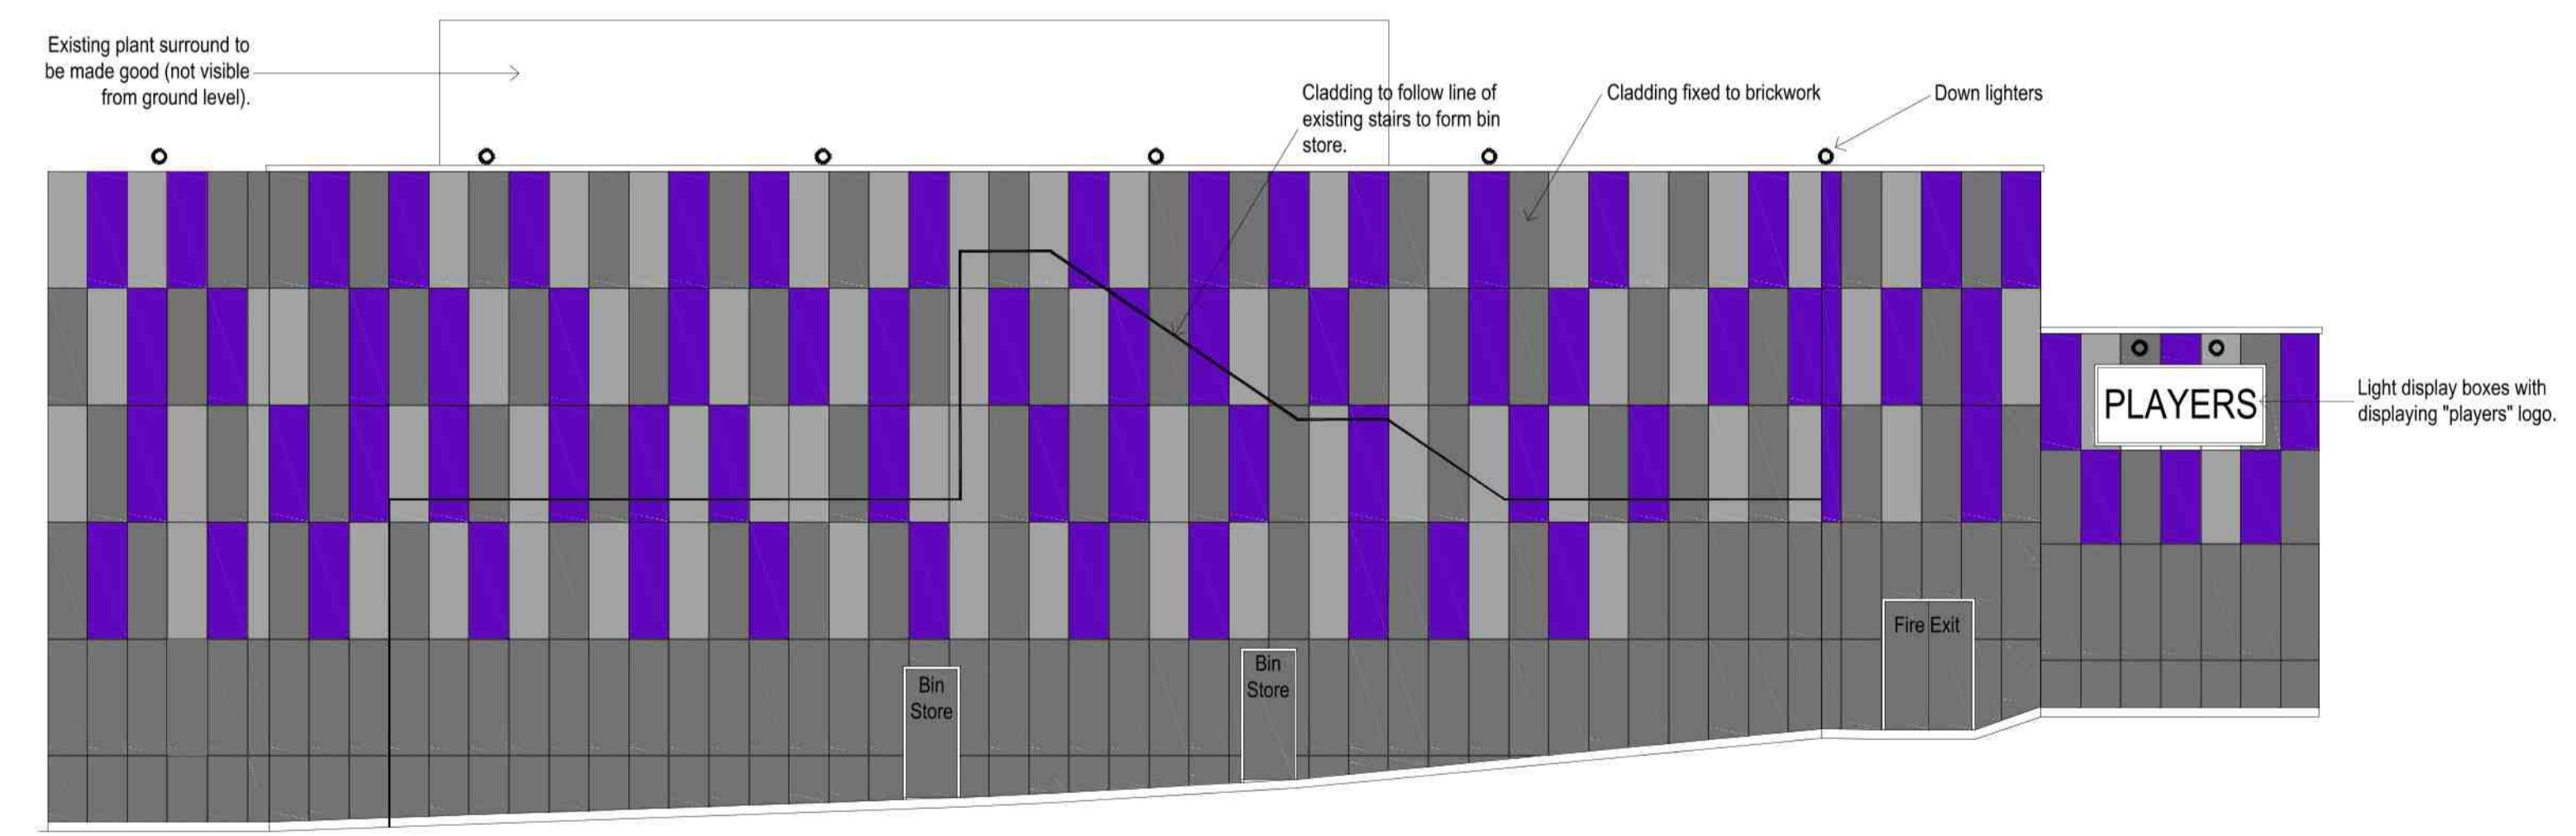 Existing plant surround to
be made good (not visible
from ground level).
Cladding to follow line of
existing stairs to form bin
store.
Cladding fixed to brickwork
Down lighters
PLAYERS
Light display boxes with
displaying "players" logo.
Fire Exit
Bin
Store
Bin
Store